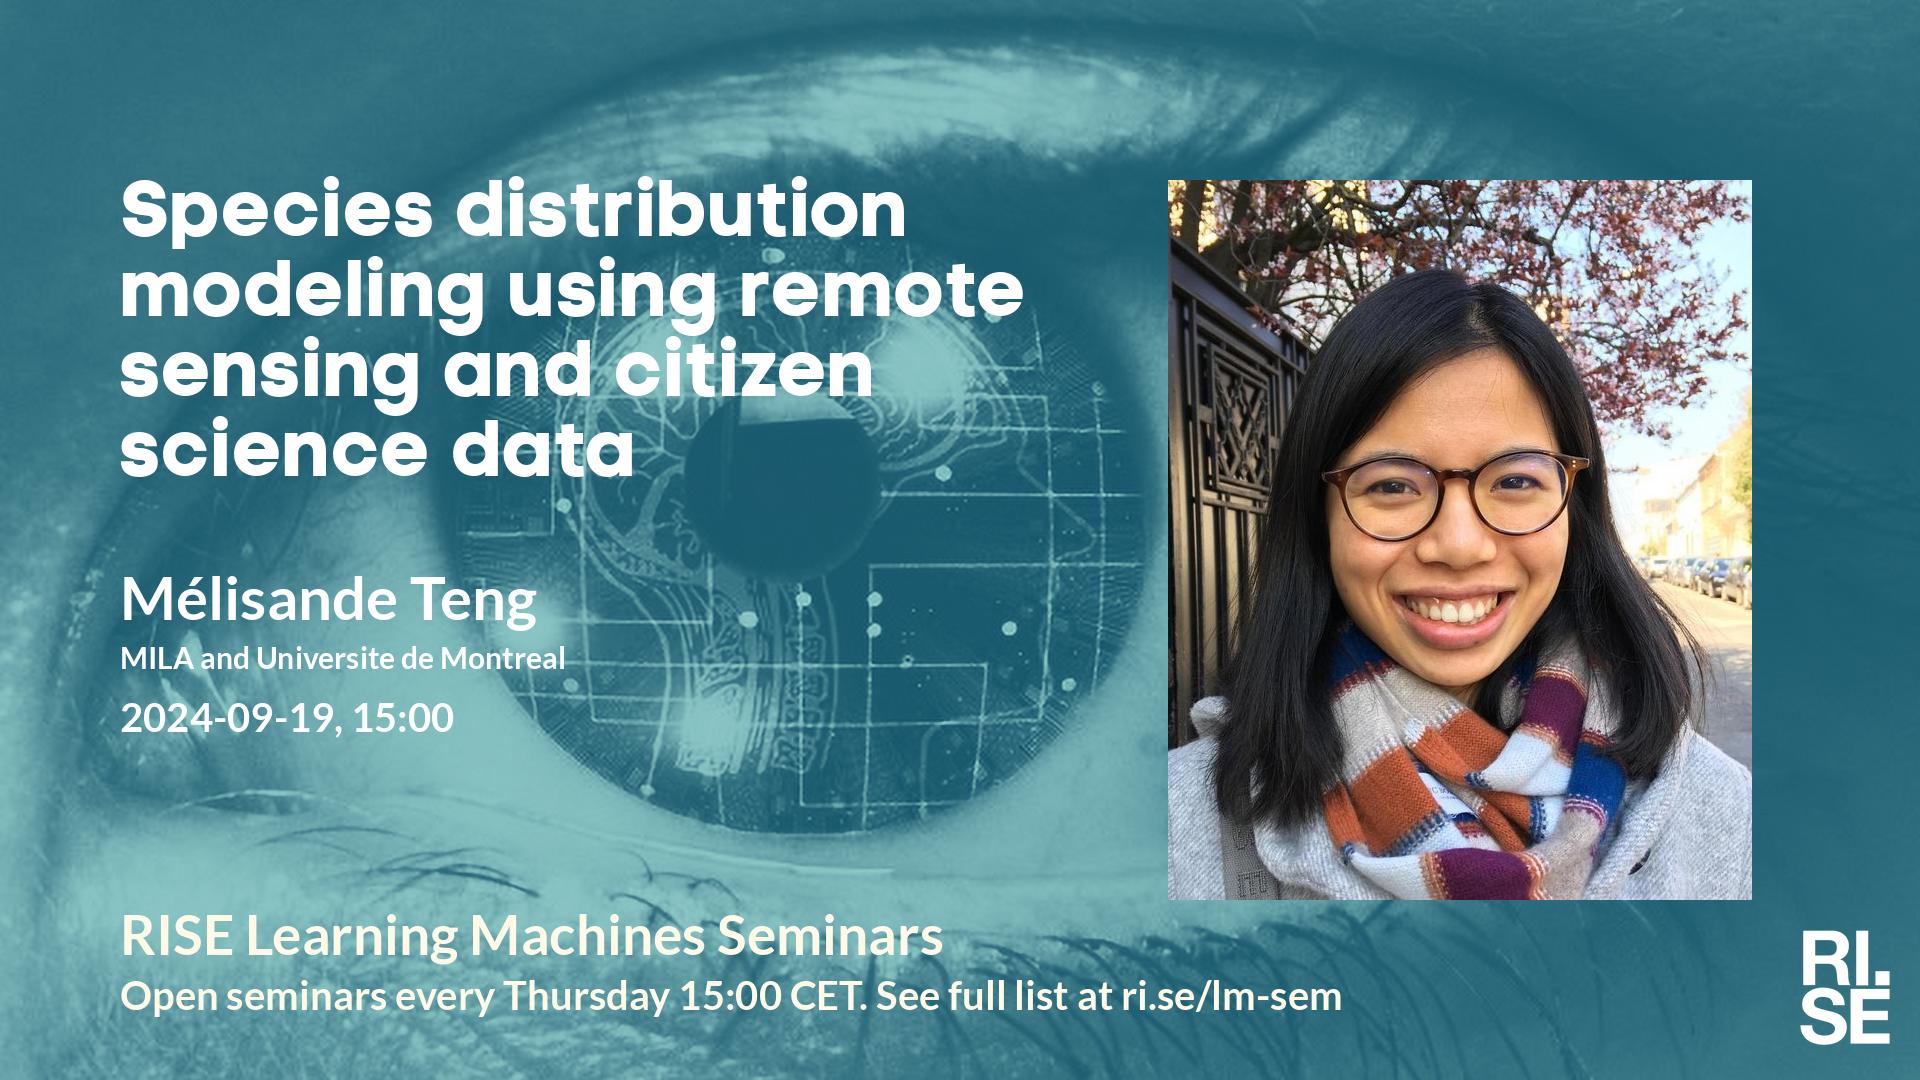 Species distribution
modeling using remote
sensing and citizen
science data
Mélisande Teng
MILA and Universite de Montreal
2024-09-19, 15:00
RISE Learning Machines Seminars
Open seminars every Thursday 15:00 CET. See full list at ri.se/lm-sem
RI.
SE